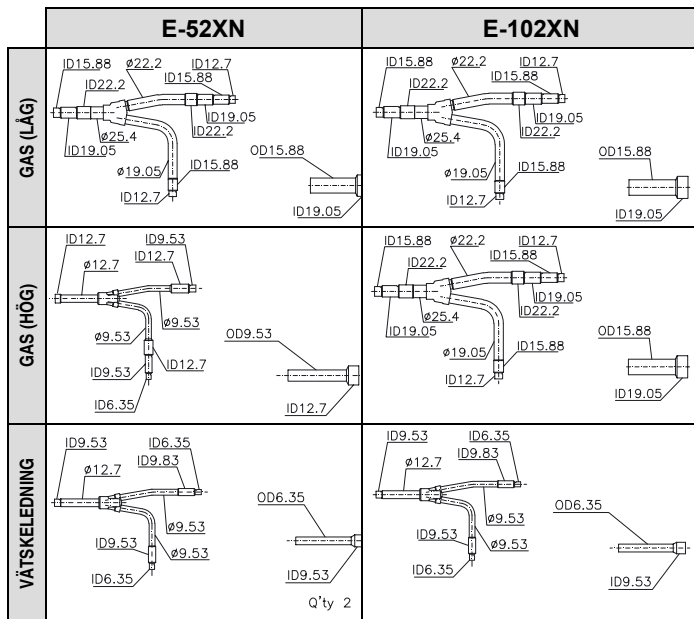 E-52XN
E-102XN
GAS (LÅG)
ID15.88
ø22.2
ID12.7
ID15.88
ID22.2
ID19.05
ID22.2
ø25.4
ID19.05
ø19.05
ID15.88
ID12.7
OD15.88
ID19.05
ID15.88
ø22.2
ID12.7
ID15.88
ID22.2
ID19.05
ID22.2
ø25.4
ID19.05
ø19.05
ID15.88
ID12.7
OD15.88
ID19.05
GAS (HÖG)
ID12.7
ID9.53
ID12.7
ø12.7
ø9.53
ø9.53
ID12.7
ID9.53
ID6.35
OD9.53
ID12.7
ID15.88
ø22.2
ID12.7
ID15.88
ID22.2
ID19.05
ID22.2
ø25.4
ID19.05
ø19.05
ID15.88
ID12.7
OD15.88
ID19.05
VÄTSKELEDNING
ID9.53
ID6.35
ID9.83
ø12.7
ø9.53
ID9.53
ø9.53
ID6.35
OD6.35
ID9.53
Q'ty 2
ID9.53
ID6.35
ID9.83
ø12.7
ø9.53
ID9.53
ø9.53
ID6.35
OD6.35
ID9.53